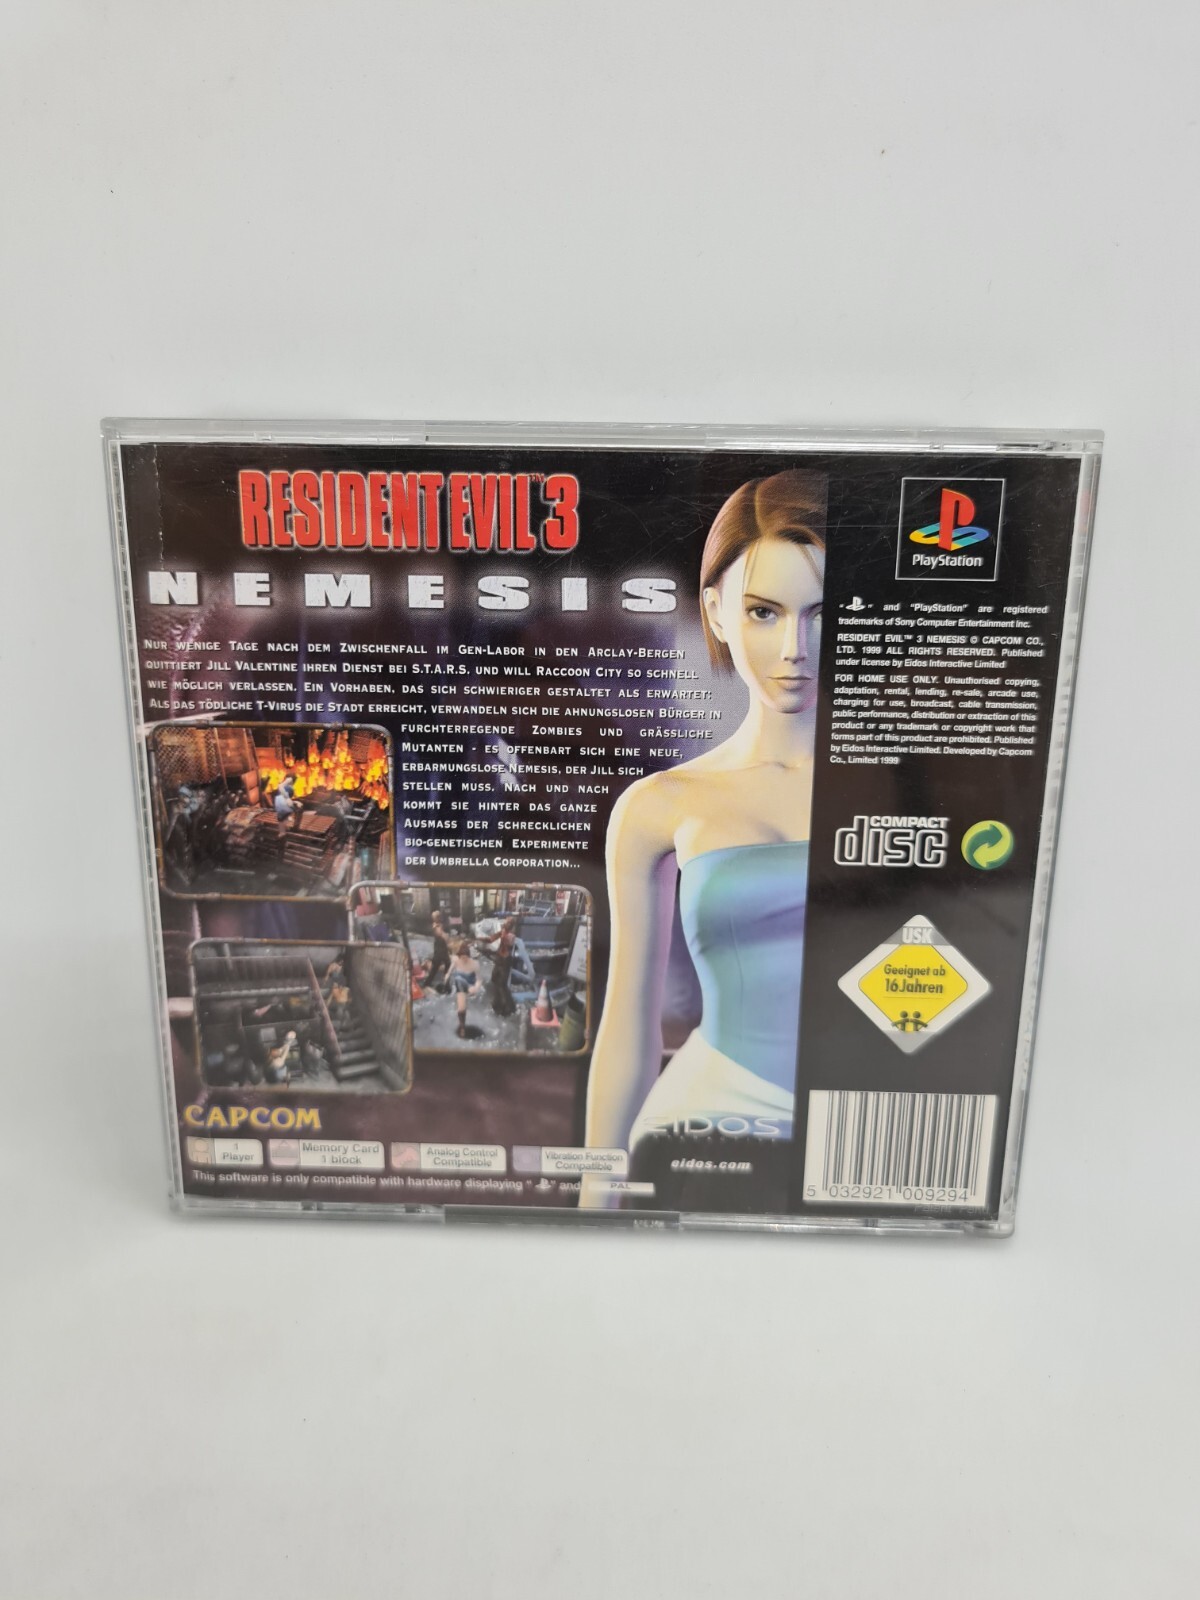 RESIDENT EVIL™ 3
NEMESIS
NUR WENIGE TAGE NACH DEM ZWISCHENFALL IM GEN-LABOR IN DEN ARCLAY-BERGEN
QUITTIERT JILL VALENTINE IHREN DIENST BEI S.T.A.R.S. UND WILL RACCOON CITY SO SCHNELL
WIE MÖGLICH VERLASSEN. EIN VORHABEN, DAS SICH SCHWIERIGER GESTALTET ALS ERWARTET:
ALS DAS TÖDLICHE T-VIRUS DIE STADT ERREICHT, VERWANDELN SICH DIE AHNUNGSLOSEN BÜRGER IN
FURCHTERREGENDE ZOMBIES UND GRÄSSLICHE
MUTANTEN - ES OFFENBART SICH EINE NEUE,
ERBARMUNGSLOSE NEMESIS, DER JILL SICH
STELLEN MUSS. NACH UND NACH
KOMMT SIE HINTER DAS GANZE
AUSMASS DER SCHRECKLICHEN
BIO-GENETISCHEN EXPERIMENTE
DER UMBRELLA CORPORATION...
CAPCOM
1
Player
Memory Card
1 block
Analog Control
Compatible
Vibration Function
Compatible
This software is only compatible with hardware displaying " " and
PAL
EIDOS
eidos.com
PlayStation
" " and "PlayStation" are registered
trademarks of Sony Computer Entertainment Inc.
RESIDENT EVIL™ 3 NEMESIS © CAPCOM CO.,
LTD. 1999 ALL RIGHTS RESERVED. Published
under license by Eidos Interactive Limited
FOR HOME USE ONLY. Unauthorised copying,
adaptation, rental, lending, re-sale, arcade use,
charging for use, broadcast, cable transmission,
public performance, distribution or extraction of this
product or any trademark or copyright work that
forms part of this product are prohibited. Published
by Eidos Interactive Limited. Developed by Capcom
Co., Limited 1999
COMPACT
disc
USK
Geeignet ab
16 Jahren
5 032921 009294